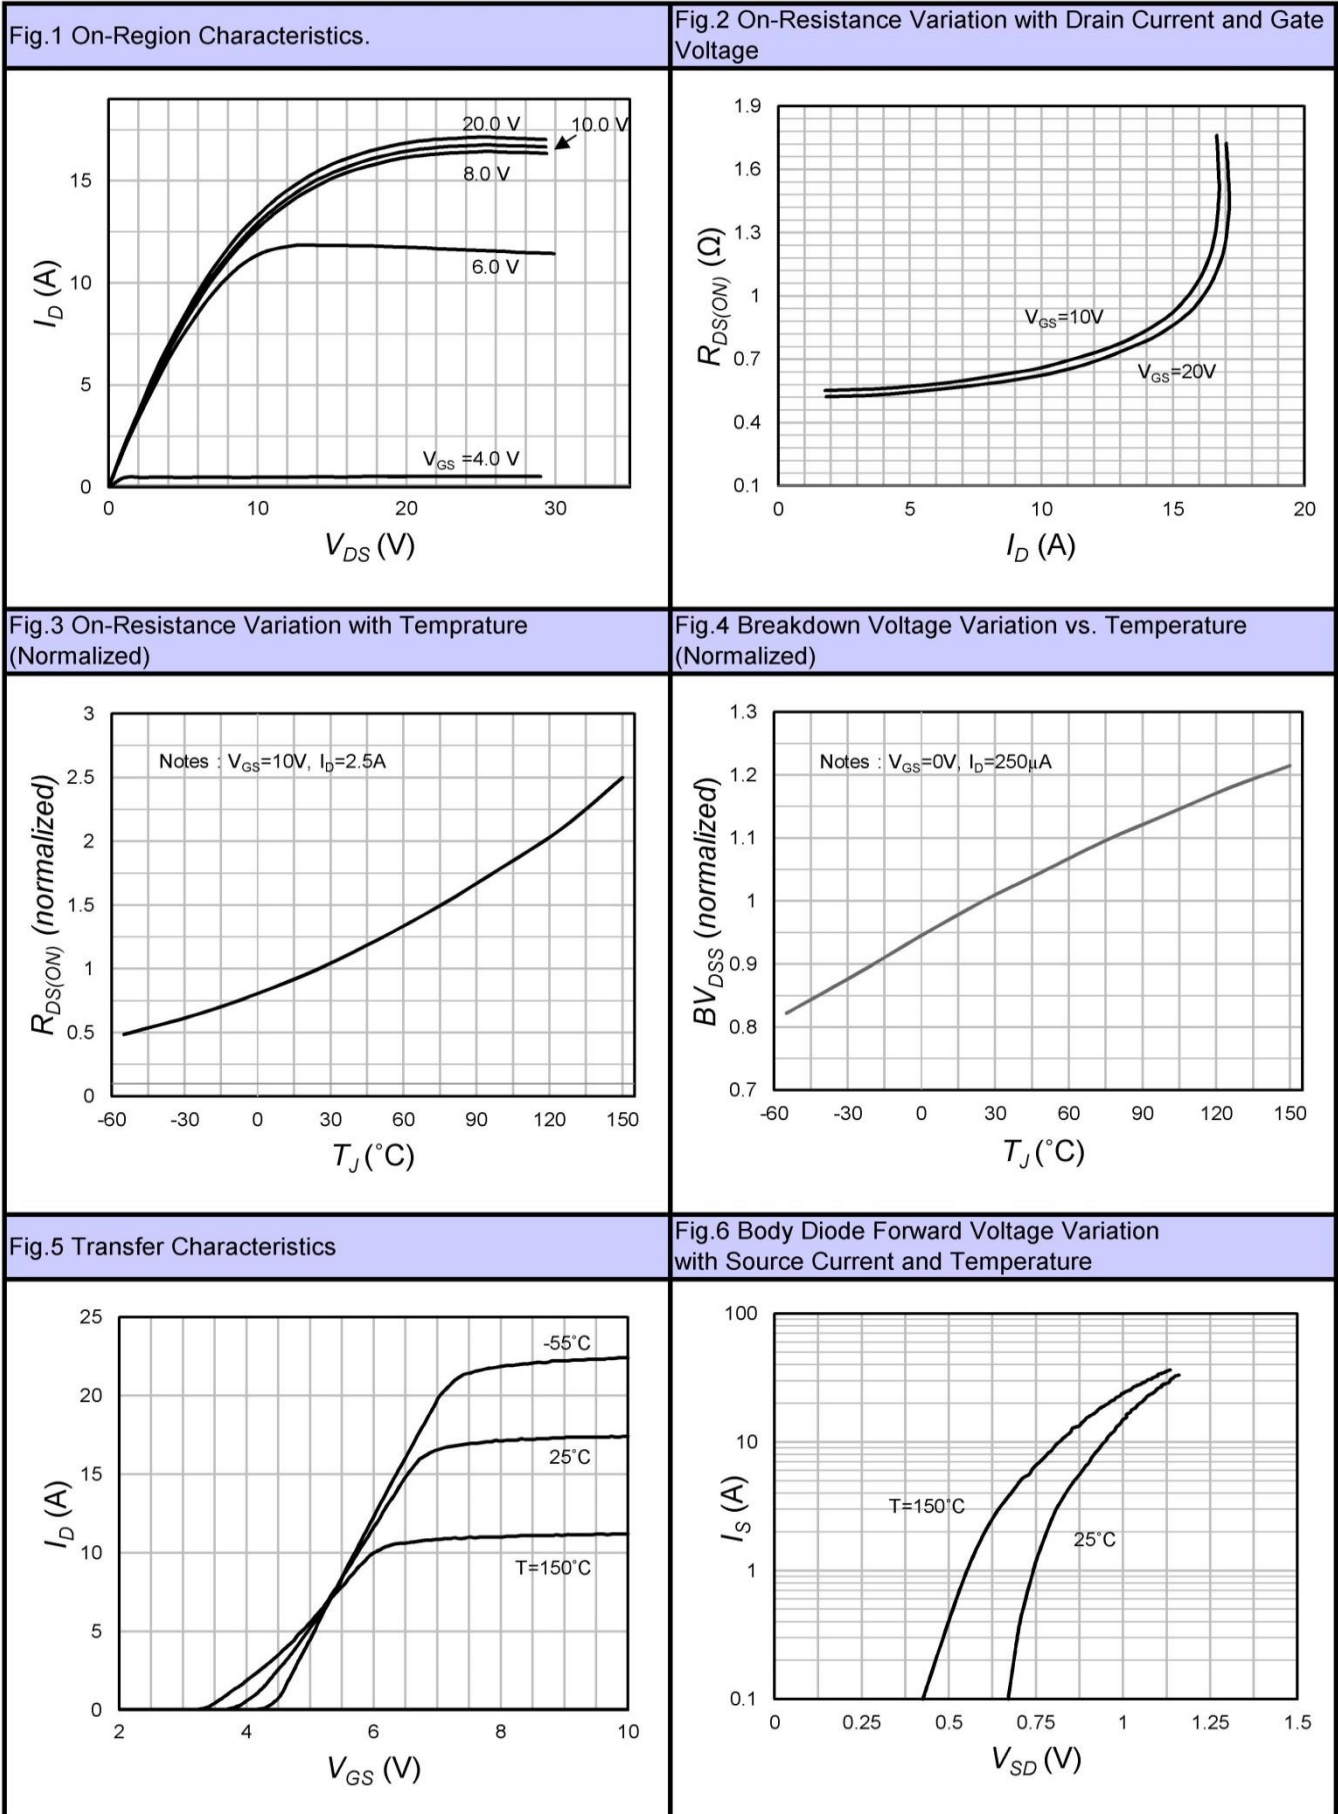 Fig.1 On-Region Characteristics.
20.0 V
10.0 V
8.0 V
6.0 V
VGS =4.0 V
15
10
5
0
0 10 20 30
ID (A)
VDS (V)
Fig.2 On-Resistance Variation with Drain Current and Gate
Voltage
1.9
1.6
1.3
1
0.7
0.4
0.1
VGS=10V
VGS=20V
0 5 10 15 20
RDS(ON) (Ω)
ID (A)
Fig.3 On-Resistance Variation with Temprature
(Normalized)
3
2.5
2
1.5
1
0.5
0
Notes : VGS=10V, ID=2.5A
-60 -30 0 30 60 90 120 150
RDS(ON) (normalized)
TJ (°C)
Fig.4 Breakdown Voltage Variation vs. Temperature
(Normalized)
1.3
1.2
1.1
1
0.9
0.8
0.7
Notes : VGS=0V, ID=250μA
-60 -30 0 30 60 90 120 150
BVDSS (normalized)
TJ (°C)
Fig.5 Transfer Characteristics
25
20
15
10
5
0
-55°C
25°C
T=150°C
2 4 6 8 10
ID (A)
VGS (V)
Fig.6 Body Diode Forward Voltage Variation
with Source Current and Temperature
100
10
1
0.1
T=150°C
25°C
0 0.25 0.5 0.75 1 1.25 1.5
IS (A)
VSD (V)